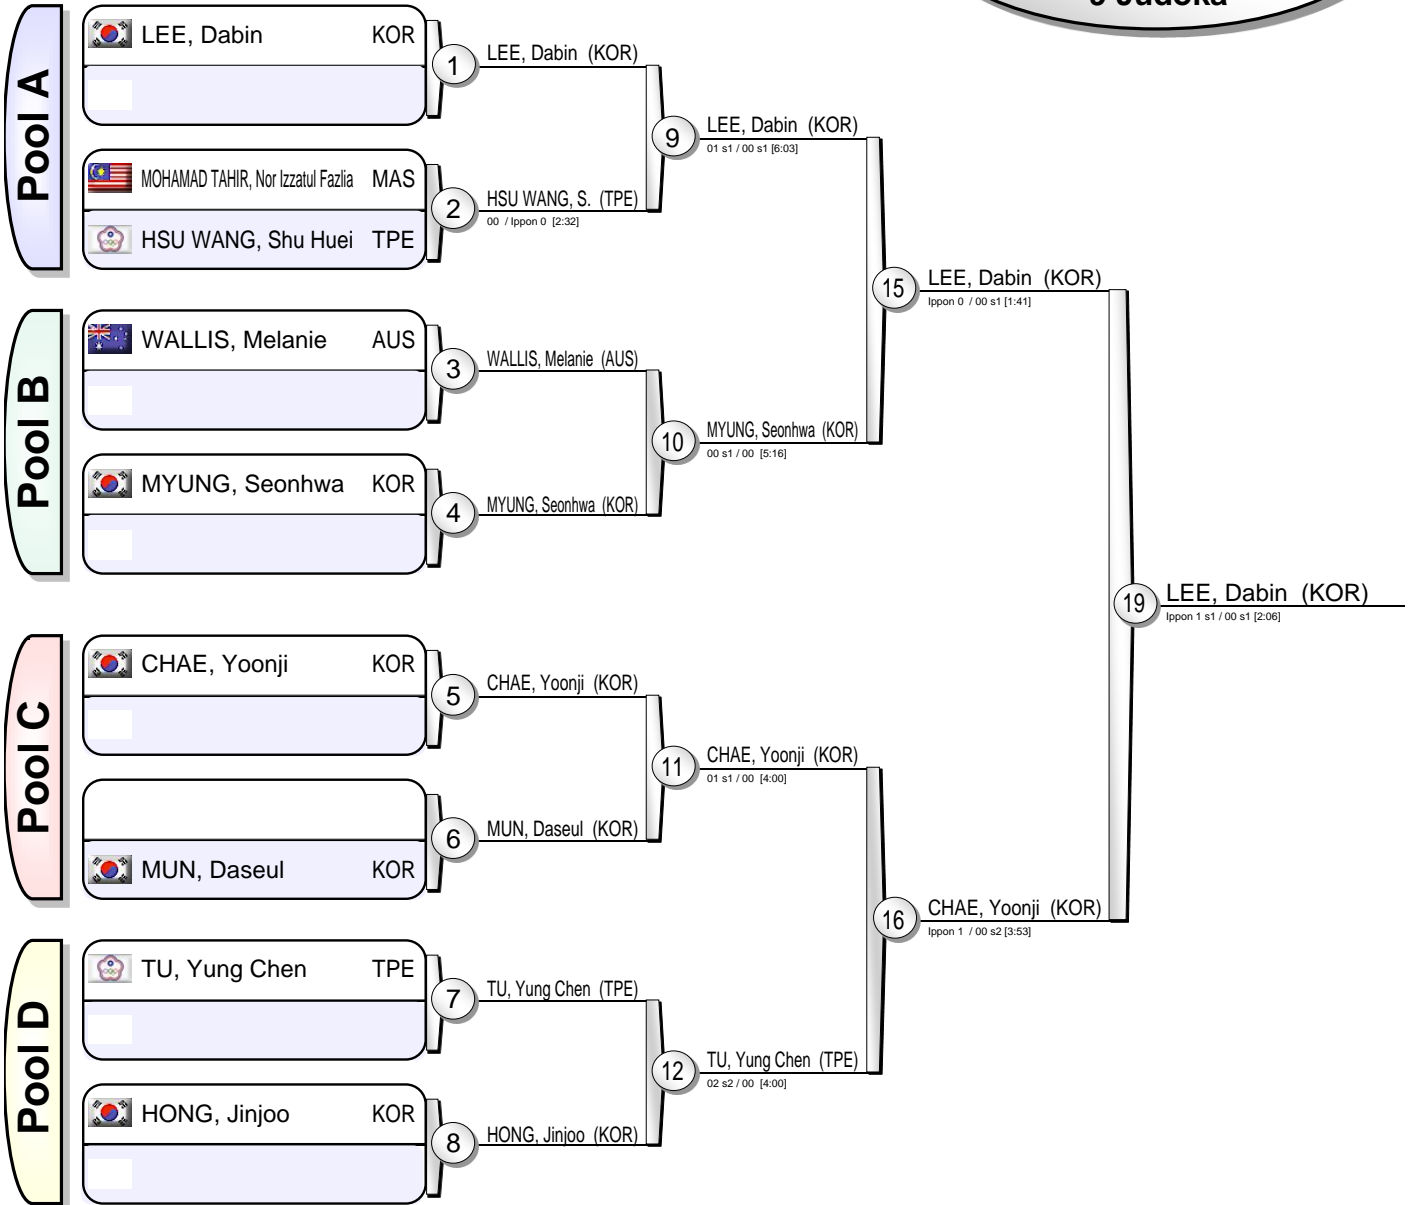 9 Judoka
Pool A
LEE, Dabin KOR
1
LEE, Dabin (KOR)
MOHAMAD TAHIR, Nor Izzatul Fazlia MAS
HSU WANG, Shu Huei TPE
2
HSU WANG, S. (TPE)
00 / Ippon 0 [2:32]
9
LEE, Dabin (KOR)
01 s1 / 00 s1 [6:03]
Pool B
WALLIS, Melanie AUS
3
WALLIS, Melanie (AUS)
MYUNG, Seonhwa KOR
4
MYUNG, Seonhwa (KOR)
10
MYUNG, Seonhwa (KOR)
00 s1 / 00 [5:16]
15
LEE, Dabin (KOR)
Ippon 0 / 00 s1 [1:41]
Pool C
CHAE, Yoonji KOR
5
CHAE, Yoonji (KOR)
MUN, Daseul KOR
6
MUN, Daseul (KOR)
11
CHAE, Yoonji (KOR)
01 s1 / 00 [4:00]
Pool D
TU, Yung Chen TPE
7
TU, Yung Chen (TPE)
HONG, Jinjoo KOR
8
HONG, Jinjoo (KOR)
12
TU, Yung Chen (TPE)
02 s2 / 00 [4:00]
16
CHAE, Yoonji (KOR)
Ippon 1 / 00 s2 [3:53]
19
LEE, Dabin (KOR)
Ippon 1 s1 / 00 s1 [2:06]